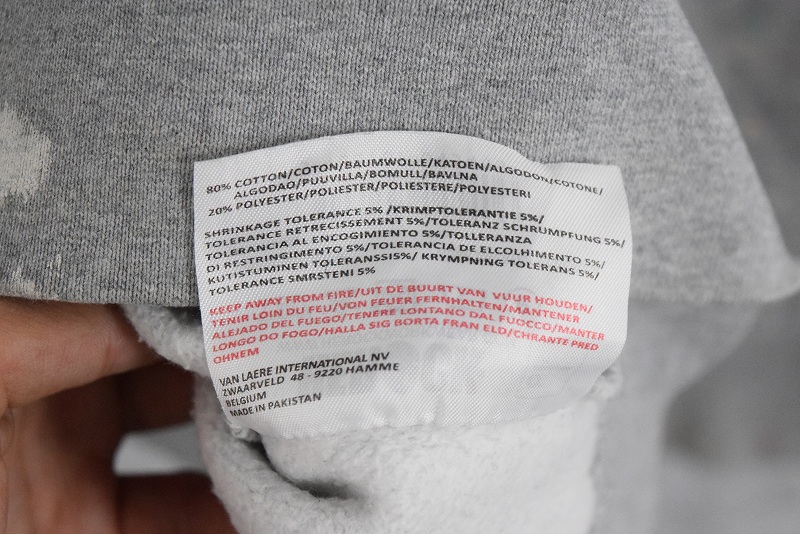 80% COTTON/COTON/BAUMWOLLE/KATOEN/ALGODON/COTONE/
ALGODAO/PUUVILLA/BOMULL/BAVLNA
20% POLYESTER/POLIESTER/POLIESTERE/POLYESTERI
SHRINKAGE TOLERANCE 5% /KRIMPTOLERANTIE 5%/
TOLERANCE RETRECISSEMENT 5%/TOLERANZ SCHRUMPFUNG 5%/
TOLERANCIA AL ENCOGIMIENTO 5%/TOLLERANZA
DI RESTRINGIMENTO 5%/TOLERANCIA DE ELCOLHIMENTO 5%/
KUTISTUMINEN TOLERANSSI5%/ KRYMPNING TOLERANS 5%/
TOLERANCE SMRSTENI 5%
KEEP AWAY FROM FIRE/UIT DE BUURT VAN VUUR HOUDEN/
TENIR LOIN DU FEU/VON FEUER FERNHALTEN/MANTENER
ALEJADO DEL FUEGO/TENERE LONTANO DAL FUOCCO/MANTER
LONGO DO FOGO/HALLA SIG BORTA FRAN ELD/CHRANTE PRED
OHNEM
VAN LAERE INTERNATIONAL NV
ZWAARVELD 48 - 9220 HAMME
BELGIUM
MADE IN PAKISTAN